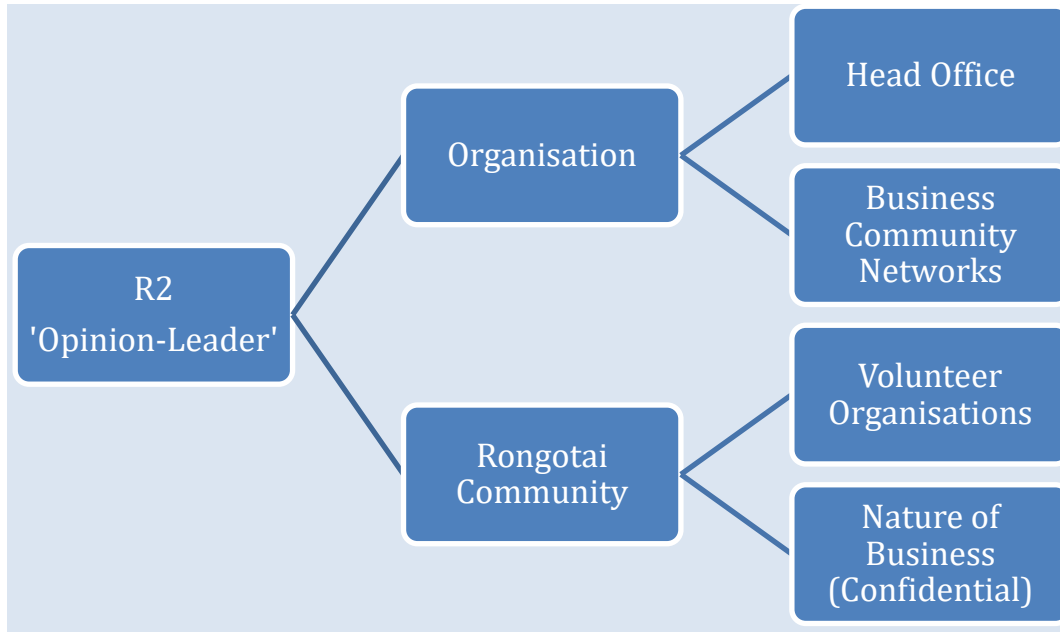 R2
'Opinion-Leader'
Organisation
Head Office
Business
Community
Networks
Rongotai
Community
Volunteer
Organisations
Nature of
Business
(Confidential)